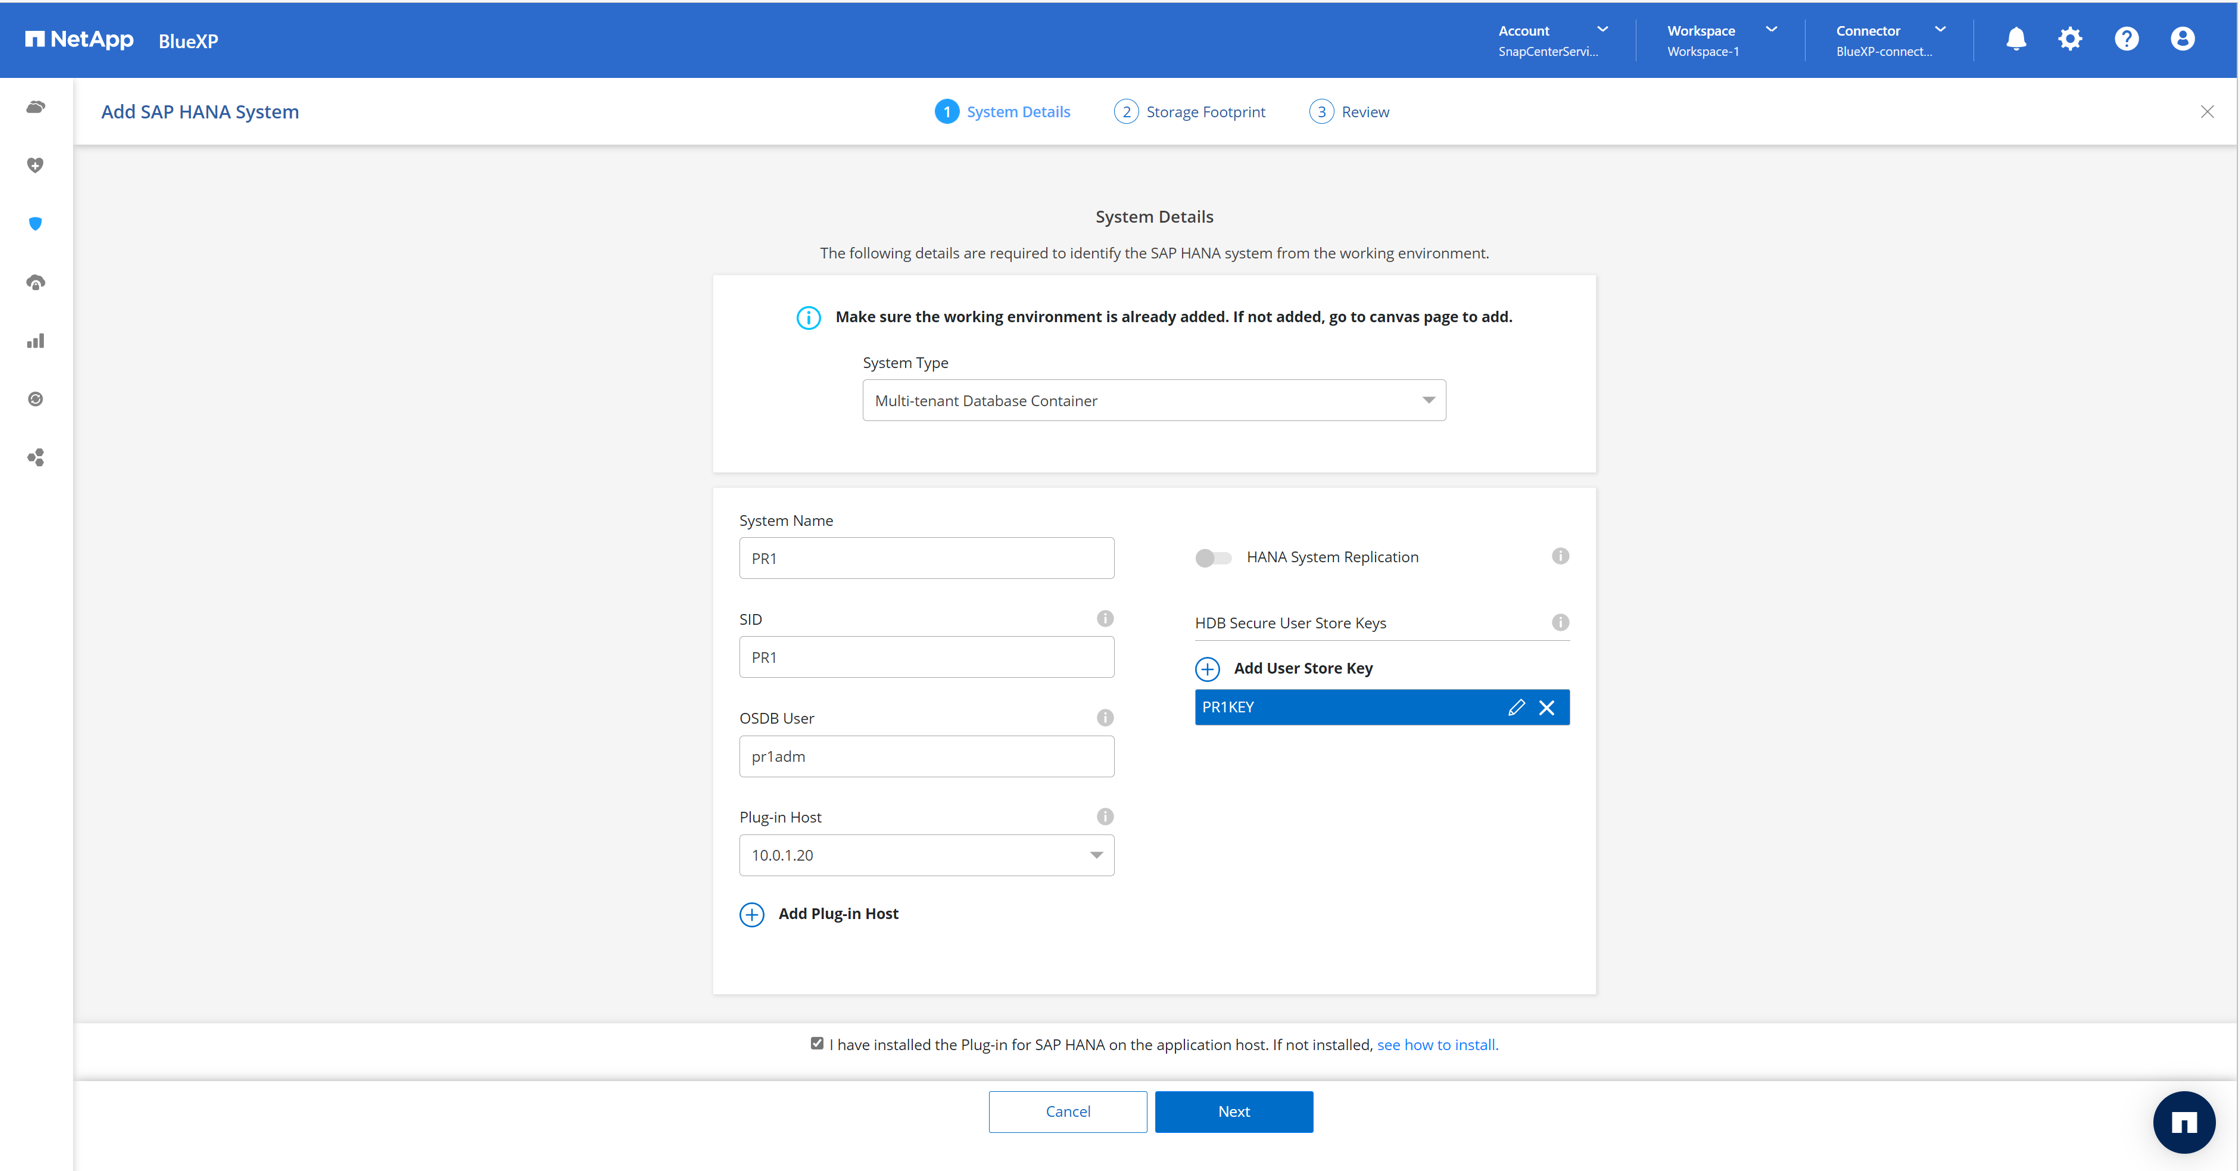 NetApp BlueXP
Account
SnapCenterServi...
Workspace
Workspace-1
Connector
BlueXP-connect...
?
Add SAP HANA System
1 System Details
2 Storage Footprint
3 Review
System Details
The following details are required to identify the SAP HANA system from the working environment.
Make sure the working environment is already added. If not added, go to canvas page to add.
System Type
Multi-tenant Database Container
System Name
PR1
SID
PR1
OSDB User
pr1adm
Plug-in Host
10.0.1.20
Add Plug-in Host
HANA System Replication
HDB Secure User Store Keys
Add User Store Key
PR1KEY
I have installed the Plug-in for SAP HANA on the application host. If not installed, see how to install.
Cancel
Next